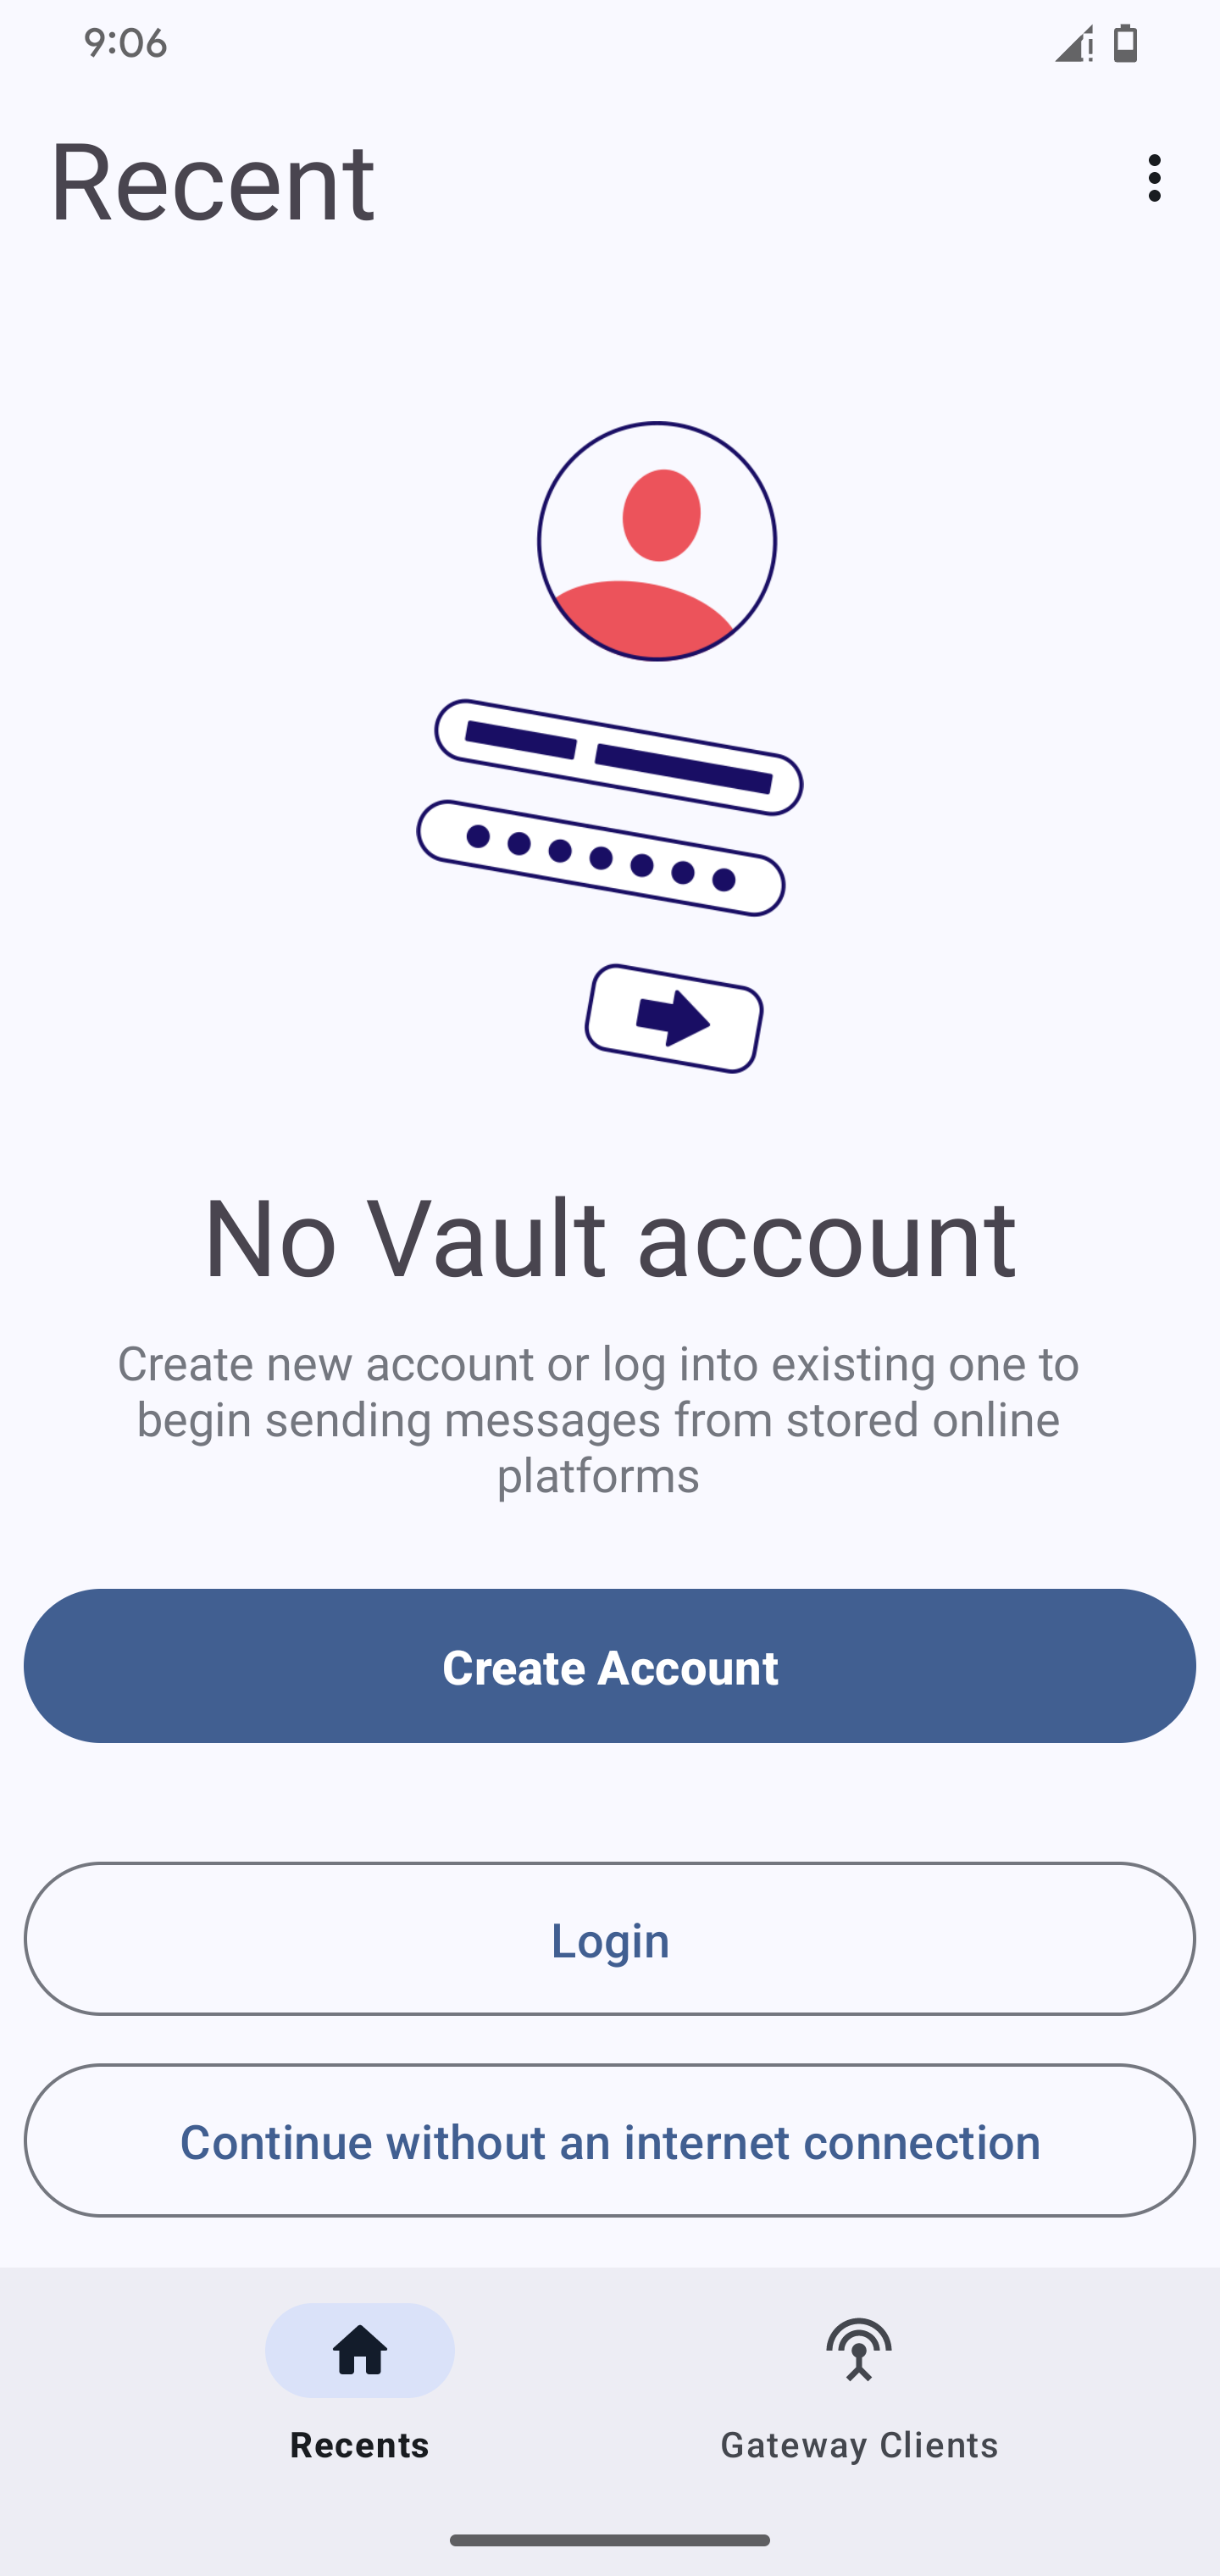 9:06
Recent
No Vault account
Create new account or log into existing one to
begin sending messages from stored online
platforms
Create Account
Login
Continue without an internet connection
Recents
Gateway Clients